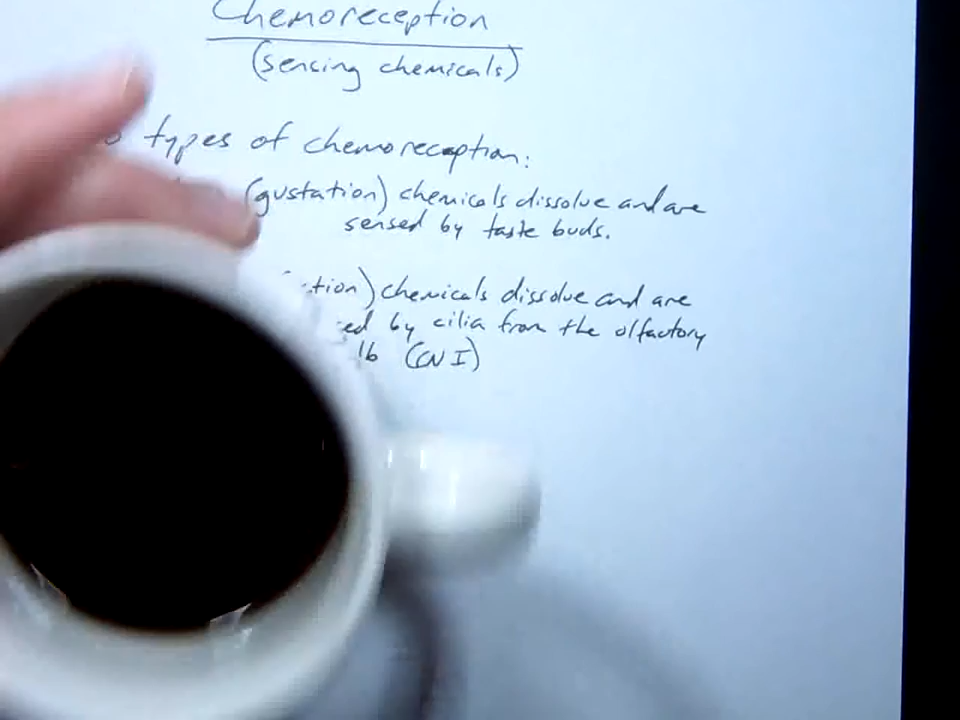 Chemoreception
(sensing chemicals)
types of chemoreception:
(gustation) chemicals dissolve and are
sensed by taste buds.
chemicals dissolve and are
by cilia from the olfactory
(CN I)